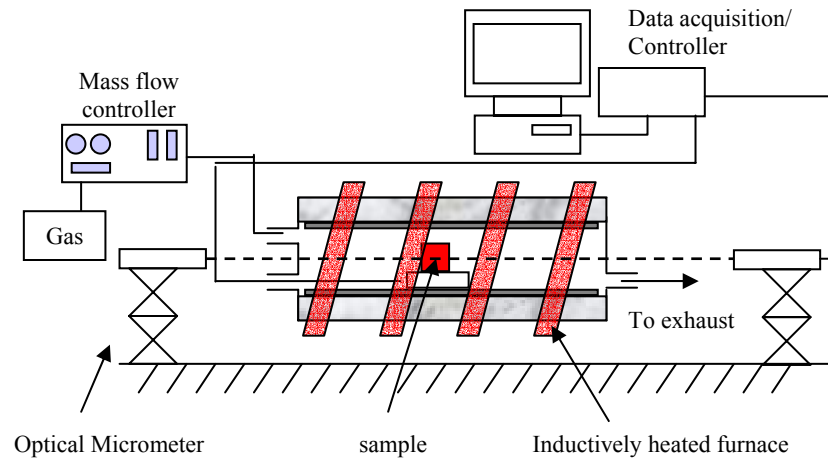 Data acquisition/
Controller
Mass flow
controller
Gas
To exhaust
Optical Micrometer
sample
Inductively heated furnace